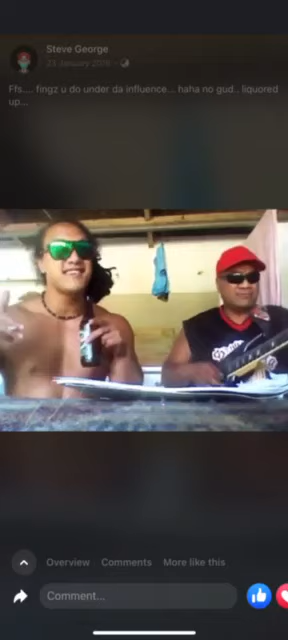 Steve George
23 January 2026
Ffs.... fingz u do under da influence... haha no gud.. liquored
up...
Overview Comments More like this
Comment...